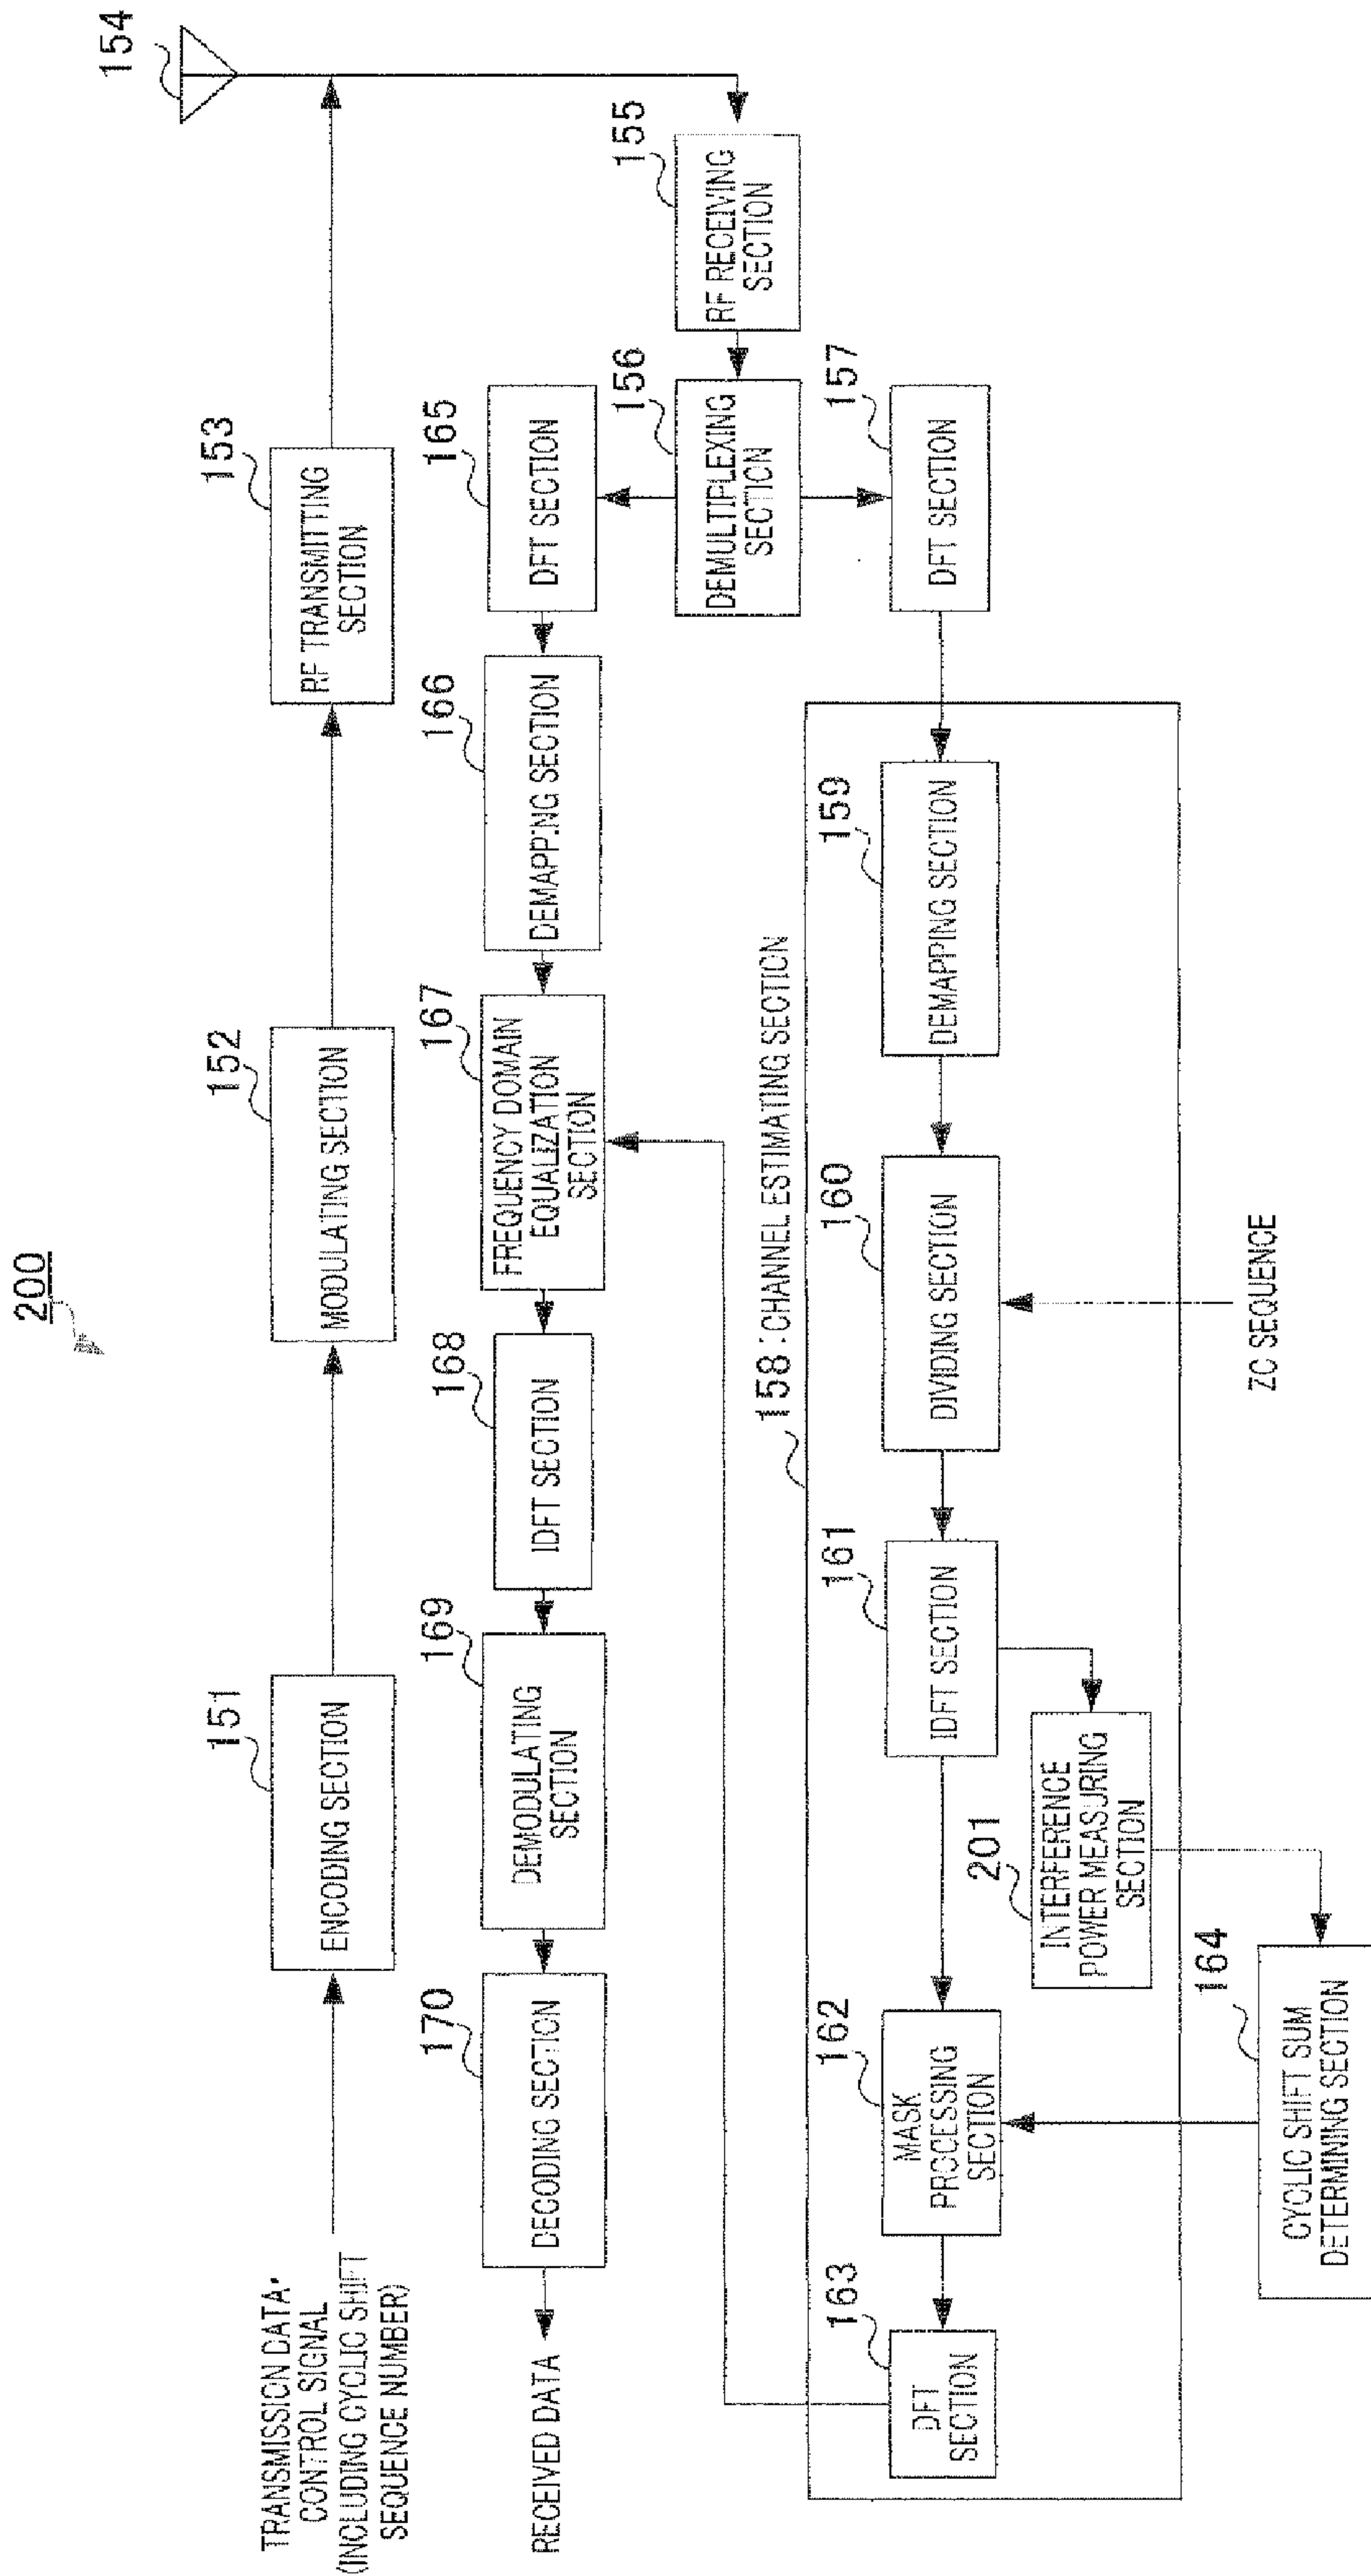 200
TRANSMISSION DATA·
CONTROL SIGNAL
(INCLUDING CYCLIC SHIFT
SEQUENCE NUMBER)
151
ENCODING SECTION
152
MODULATING SECTION
153
RF TRANSMITTING
SECTION
154
RECEIVED DATA
170
DECODING SECTION
169
DEMODULATING
SECTION
168
IDFT SECTION
167
FREQUENCY DOMAIN
EQUALIZATION
SECTION
166
DEMAPPING SECTION
165
DFT SECTION
156
DEMULTIPLEXING
SECTION
155
RF RECEIVING
SECTION
157
DFT SECTION
158 : CHANNEL ESTIMATING SECTION
163
DFT
SECTION
162
MASK
PROCESSING
SECTION
161
IDFT SECTION
160
DIVIDING SECTION
159
DEMAPPING SECTION
201
INTERFERENCE
POWER MEASURING
SECTION
164
CYCLIC SHIFT SUM
DETERMINING SECTION
ZC SEQUENCE